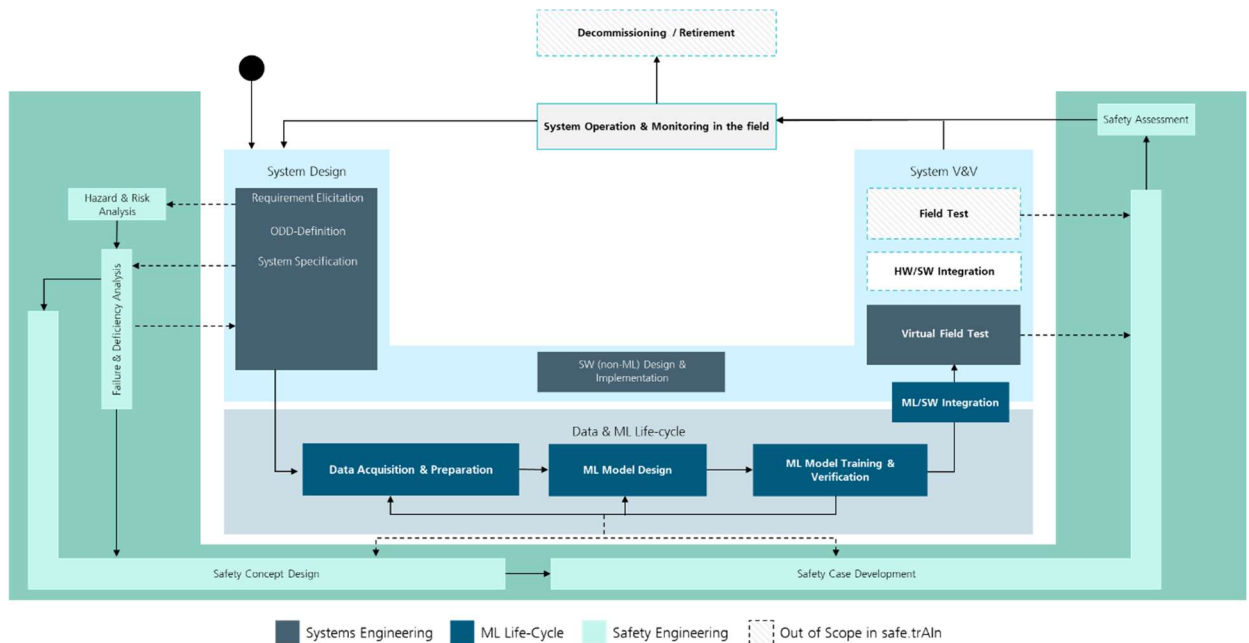 Decommissioning / Retirement
System Operation & Monitoring in the field
Safety Assessment
System Design
System V&V
Hazard & Risk
Analysis
Requirement Elicitation
ODD-Definition
System Specification
Failure & Deficiency Analysis
Field Test
HW/SW Integration
Virtual Field Test
SW (non-ML) Design &
Implementation
ML/SW Integration
Data & ML Life-cycle
Data Acquisition & Preparation
ML Model Design
ML Model Training &
Verification
Safety Concept Design
Safety Case Development
Systems Engineering
ML Life-Cycle
Safety Engineering
Out of Scope in safe.trAIn